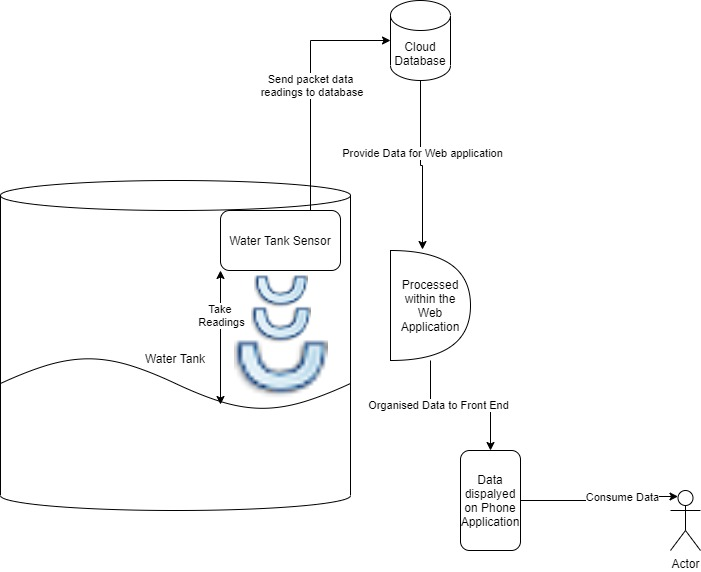 Cloud
Database
Send packet data
readings to database
Provide Data for Web application
Water Tank Sensor
Take
Readings
Water Tank
Processed
within the
Web
Application
Organised Data to Front End
Data
dispalyed
on Phone
Application
Consume Data
Actor